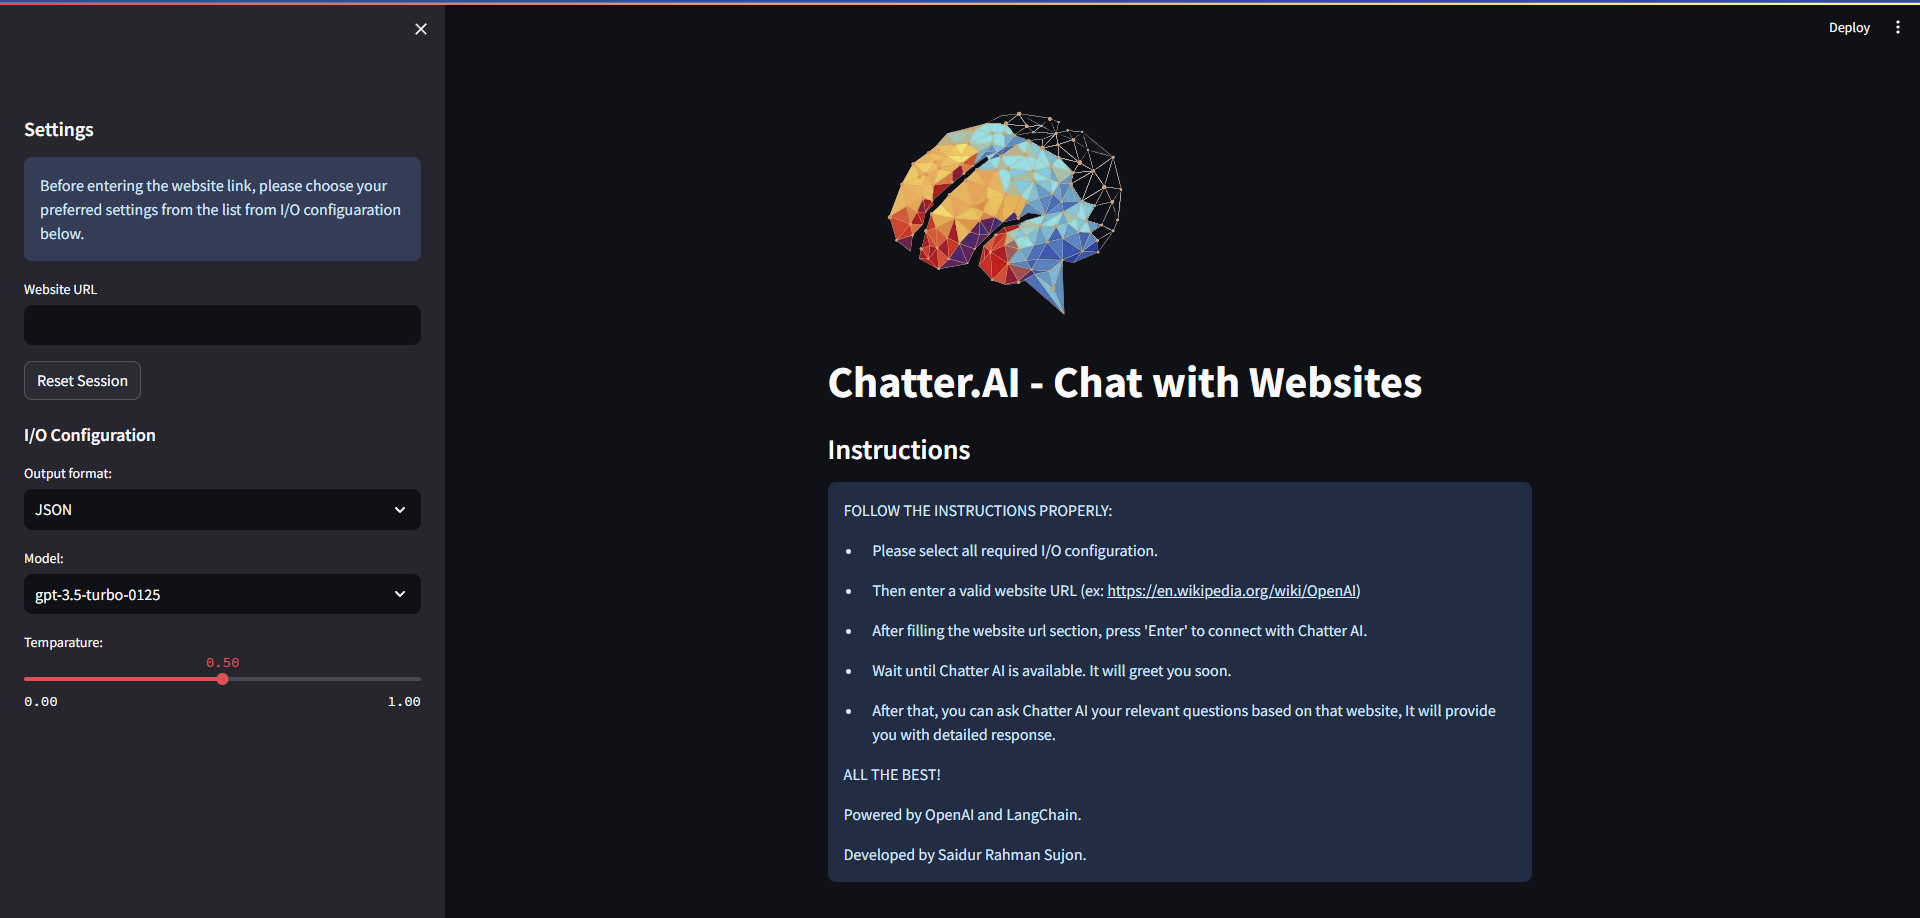 Deploy
Settings
Before entering the website link, please choose your
preferred settings from the list from I/O configuaration
below.
Website URL
Reset Session
I/O Configuration
Output format:
JSON
Model:
gpt-3.5-turbo-0125
Temparature:
0.50
0.00 1.00
Chatter.AI - Chat with Websites
Instructions
FOLLOW THE INSTRUCTIONS PROPERLY:
• Please select all required I/O configuration.
• Then enter a valid website URL (ex: https://en.wikipedia.org/wiki/OpenAI)
• After filling the website url section, press 'Enter' to connect with Chatter AI.
• Wait until Chatter AI is available. It will greet you soon.
• After that, you can ask Chatter AI your relevant questions based on that website, It will provide
you with detailed response.
ALL THE BEST!
Powered by OpenAI and LangChain.
Developed by Saidur Rahman Sujon.